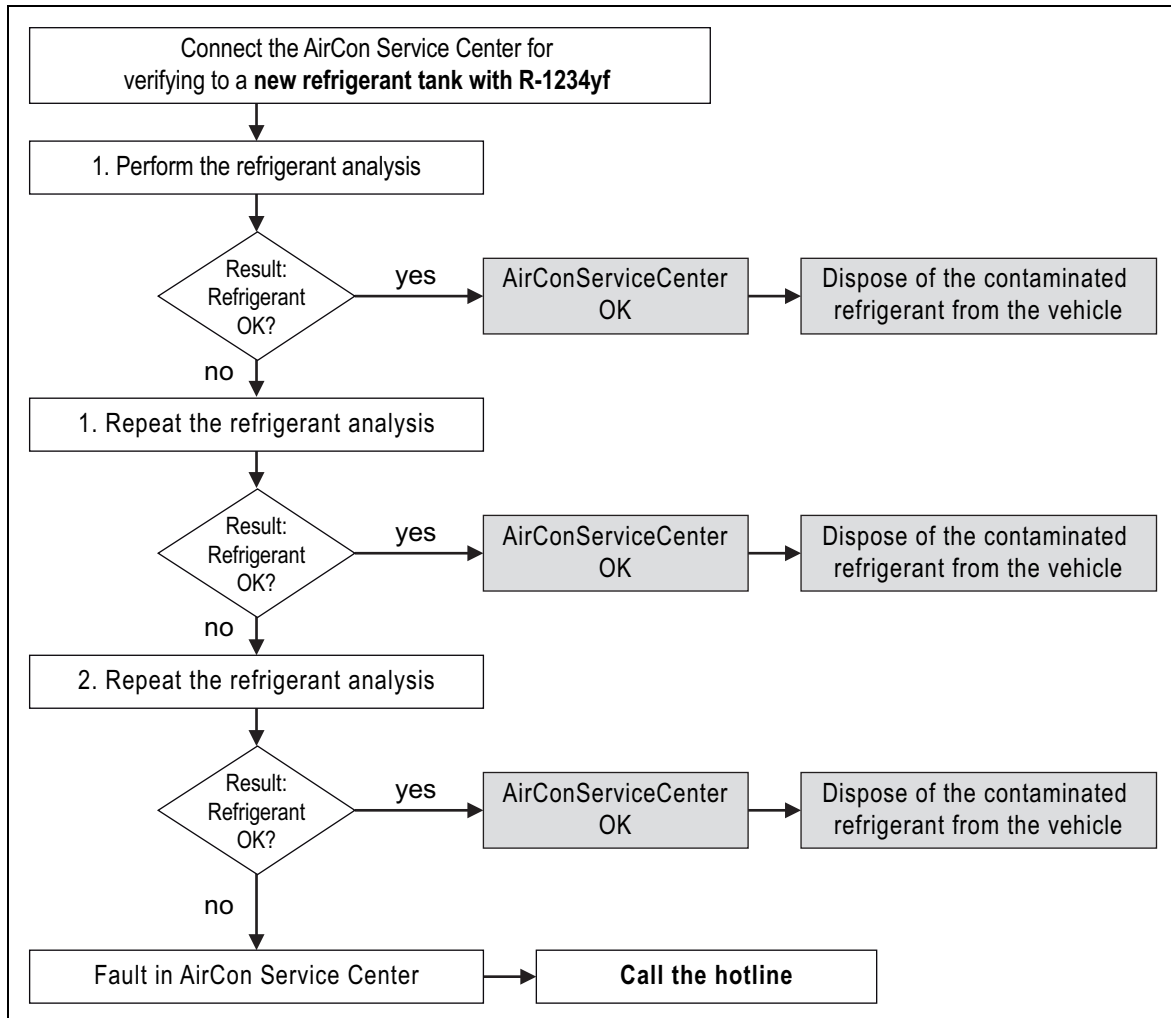 Connect the AirCon Service Center for
verifying to a new refrigerant tank with R-1234yf
1. Perform the refrigerant analysis
Result:
Refrigerant
OK?
yes
AirConServiceCenter
OK
Dispose of the contaminated
refrigerant from the vehicle
no
1. Repeat the refrigerant analysis
Result:
Refrigerant
OK?
yes
AirConServiceCenter
OK
Dispose of the contaminated
refrigerant from the vehicle
no
2. Repeat the refrigerant analysis
Result:
Refrigerant
OK?
yes
AirConServiceCenter
OK
Dispose of the contaminated
refrigerant from the vehicle
no
Fault in AirCon Service Center
Call the hotline